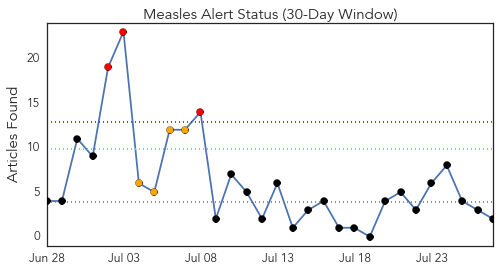 Measles Alert Status (30-Day Window)
Articles Found
20
15
10
5
0
Jun 28 Jul 03 Jul 08 Jul 13 Jul 18 Jul 23